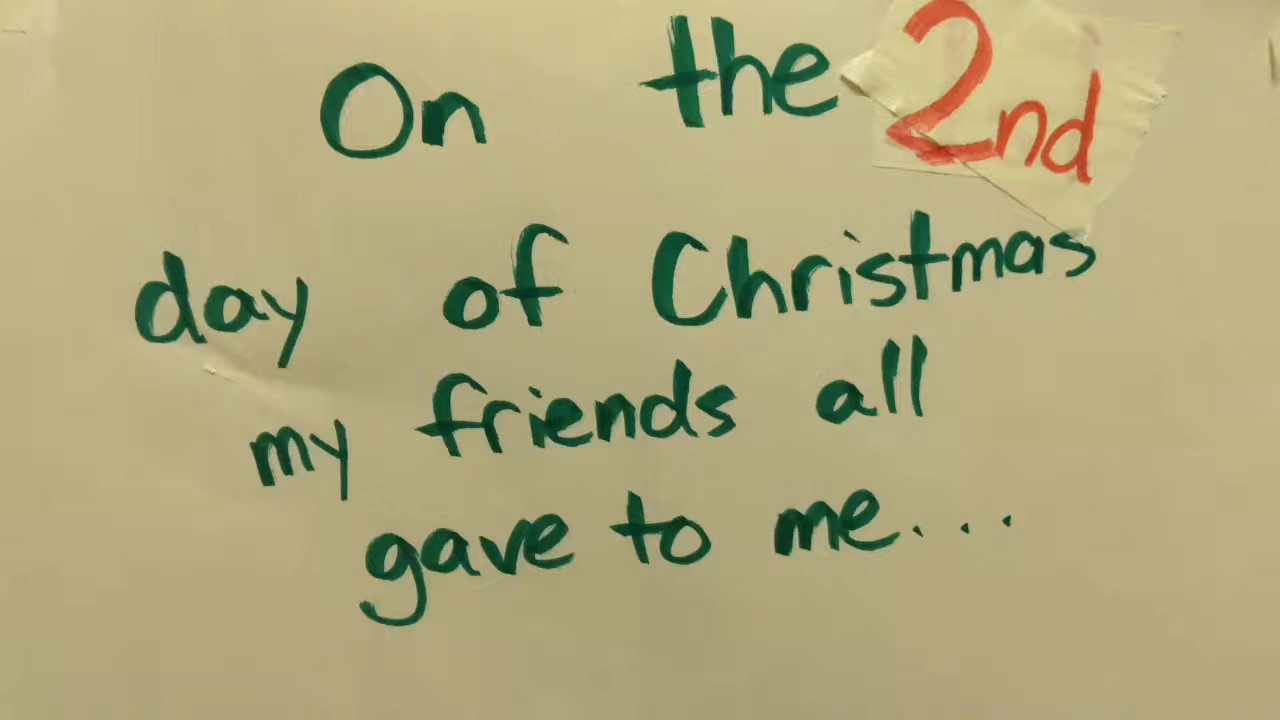 On the 2nd
day of Christmas
my friends all
gave to me...